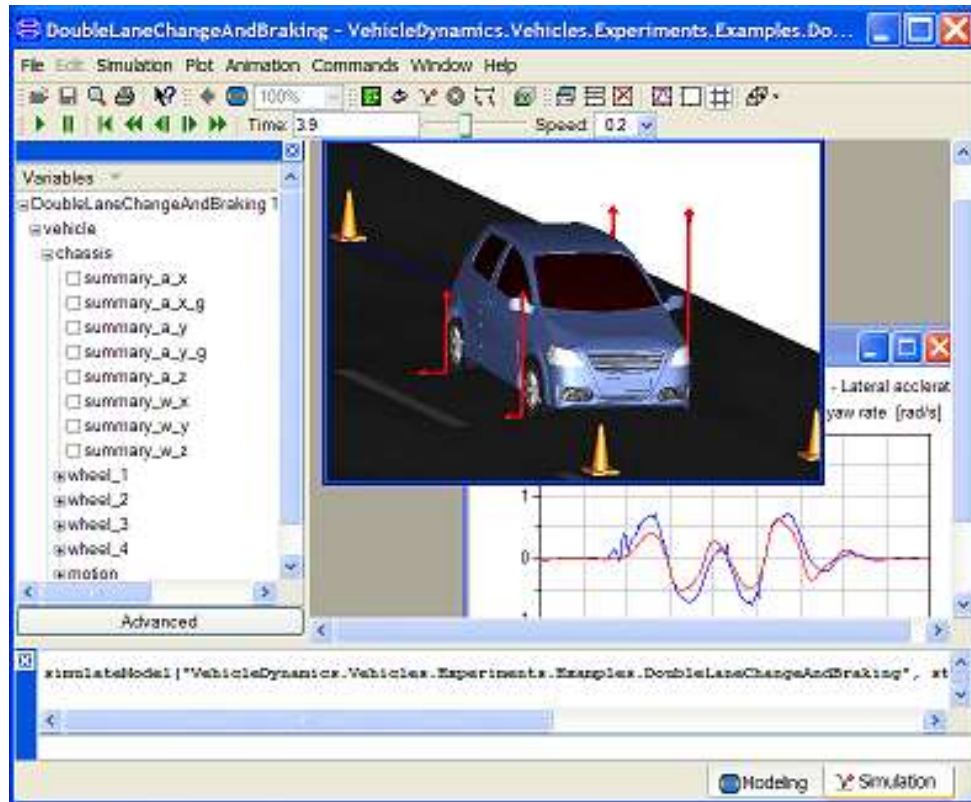 DoubleLaneChangeAndBraking - VehicleDynamics.Vehicles.Experiments.Examples.Do...
File Edit Simulation Plot Animation Commands Window Help
100%
Time: 3.9 Speed: 0.2
Variables
DoubleLaneChangeAndBraking 1
vehicle
chassis
summary_a_x
summary_a_x_g
summary_a_y
summary_a_y_g
summary_a_z
summary_w_x
summary_w_y
summary_w_z
wheel_1
wheel_2
wheel_3
wheel_4
motion
Advanced
- Lateral acclerat
yaw rate [rad/s]
1
0
simulateModel("VehicleDynamics.Vehicles.Experiments.Examples.DoubleLaneChangeAndBraking", st
Modeling Simulation